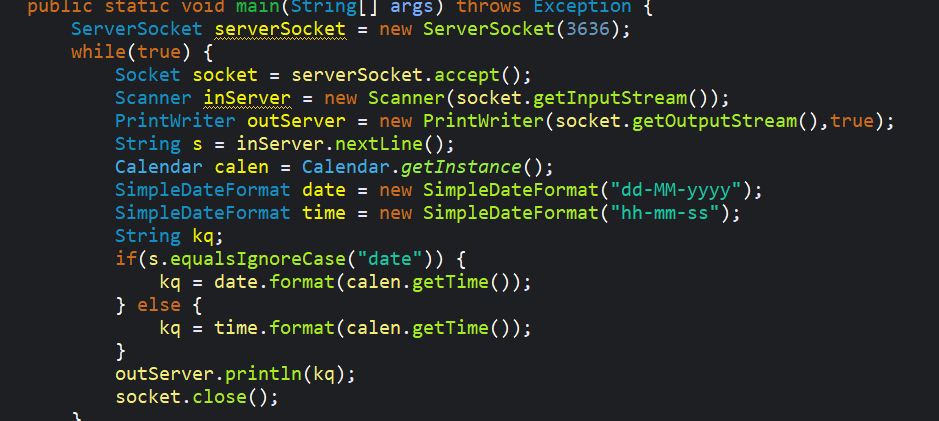 public static void main(String[] args) throws Exception {
ServerSocket serverSocket = new ServerSocket(3636);
while(true) {
Socket socket = serverSocket.accept();
Scanner inServer = new Scanner(socket.getInputStream());
PrintWriter outServer = new PrintWriter(socket.getOutputStream(),true);
String s = inServer.nextLine();
Calendar calen = Calendar.getInstance();
SimpleDateFormat date = new SimpleDateFormat("dd-MM-yyyy");
SimpleDateFormat time = new SimpleDateFormat("hh-mm-ss");
String kq;
if(s.equalsIgnoreCase("date")) {
kq = date.format(calen.getTime());
} else {
kq = time.format(calen.getTime());
}
outServer.println(kq);
socket.close();
}